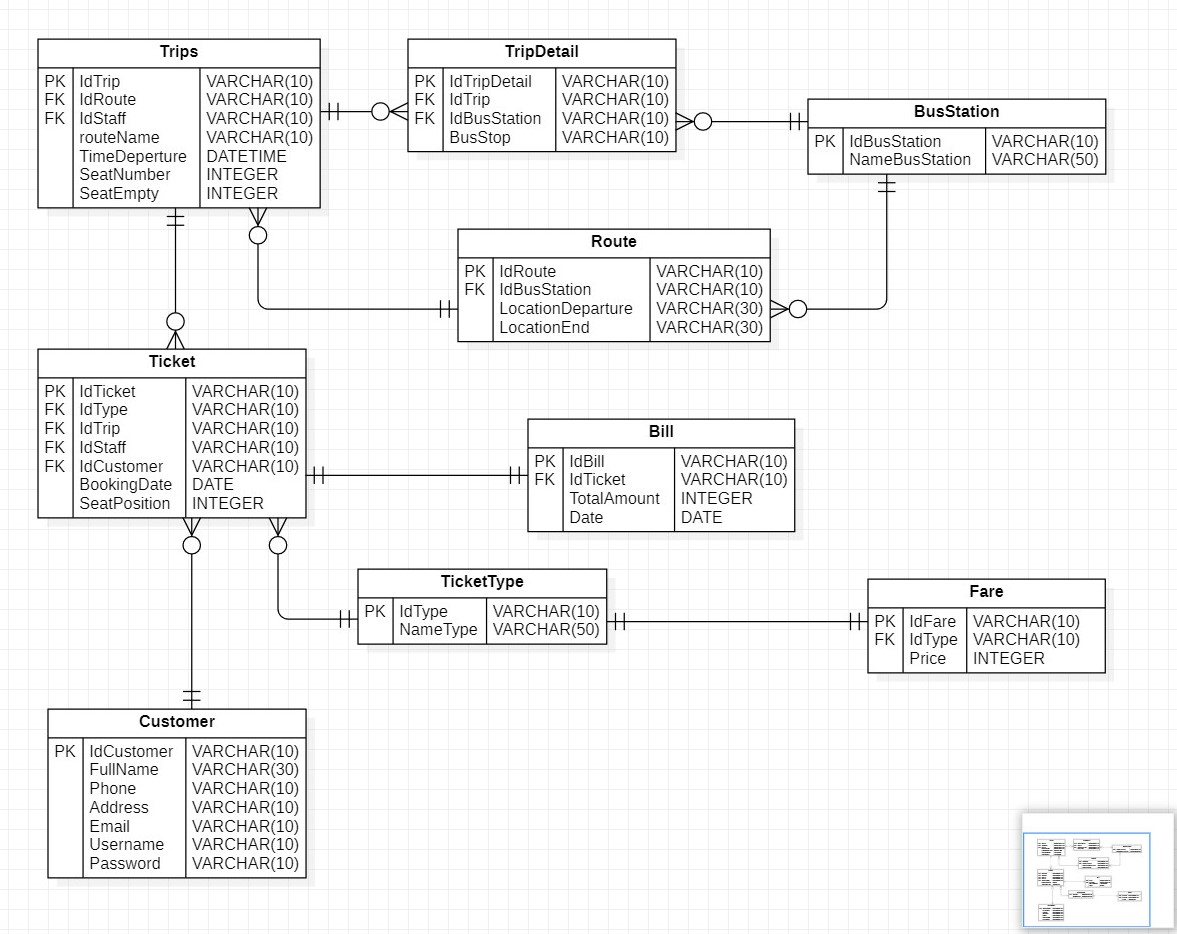 Trips
PK IdTrip VARCHAR(10)
FK IdRoute VARCHAR(10)
FK IdStaff VARCHAR(10)
routeName VARCHAR(10)
TimeDeperture DATETIME
SeatNumber INTEGER
SeatEmpty INTEGER
TripDetail
PK IdTripDetail VARCHAR(10)
FK IdTrip VARCHAR(10)
FK IdBusStation VARCHAR(10)
BusStop VARCHAR(10)
BusStation
PK IdBusStation VARCHAR(10)
NameBusStation VARCHAR(50)
Route
PK IdRoute VARCHAR(10)
FK IdBusStation VARCHAR(10)
LocationDeparture VARCHAR(30)
LocationEnd VARCHAR(30)
Ticket
PK IdTicket VARCHAR(10)
FK IdType VARCHAR(10)
FK IdTrip VARCHAR(10)
FK IdStaff VARCHAR(10)
FK IdCustomer VARCHAR(10)
BookingDate DATE
SeatPosition INTEGER
Bill
PK IdBill VARCHAR(10)
FK IdTicket VARCHAR(10)
TotalAmount INTEGER
Date DATE
TicketType
PK IdType VARCHAR(10)
NameType VARCHAR(50)
Fare
PK IdFare VARCHAR(10)
FK IdType VARCHAR(10)
Price INTEGER
Customer
PK IdCustomer VARCHAR(10)
FullName VARCHAR(30)
Phone VARCHAR(10)
Address VARCHAR(10)
Email VARCHAR(10)
Username VARCHAR(10)
Password VARCHAR(10)